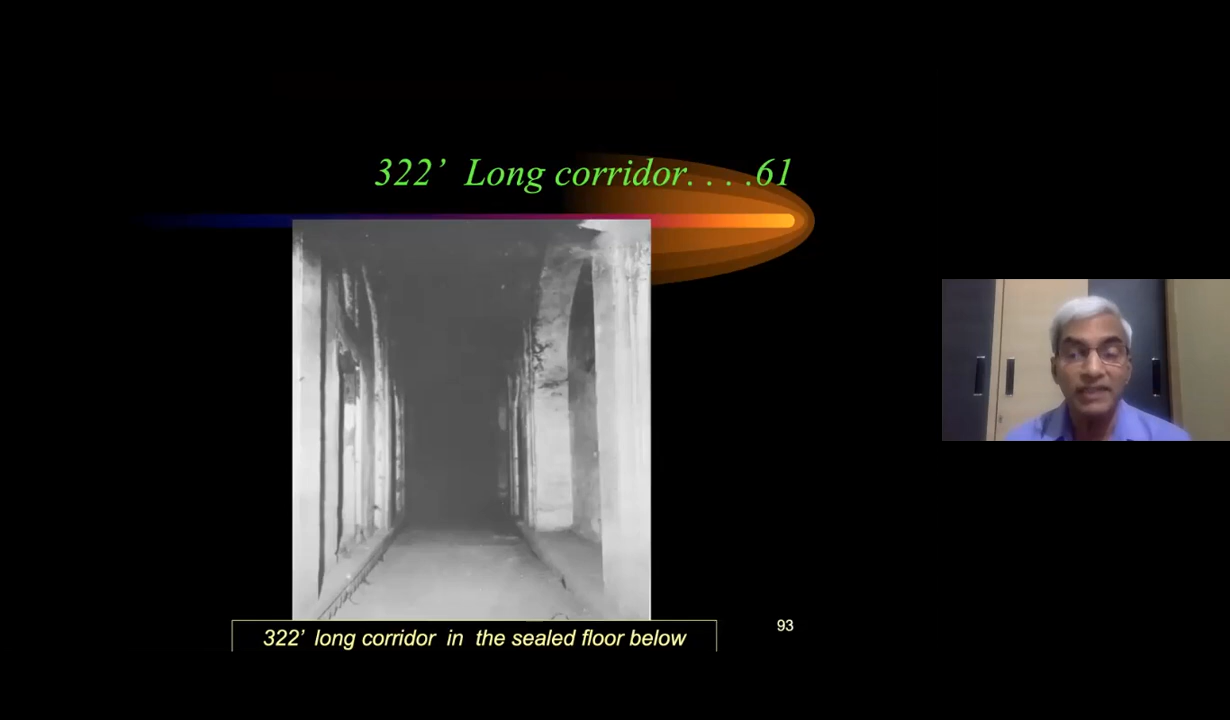 322’ Long corridor. . . .61
322’ long corridor in the sealed floor below
93